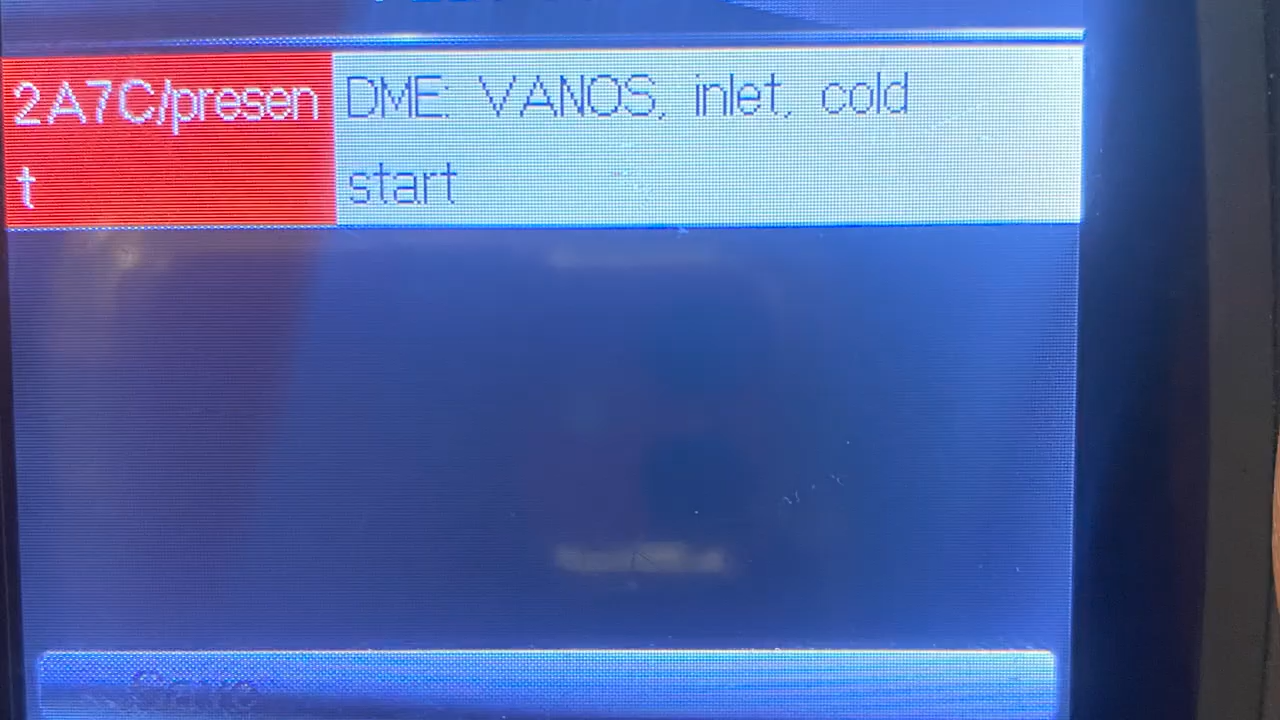 2A7C/presen
t
DME: VANOS, inlet, cold
start